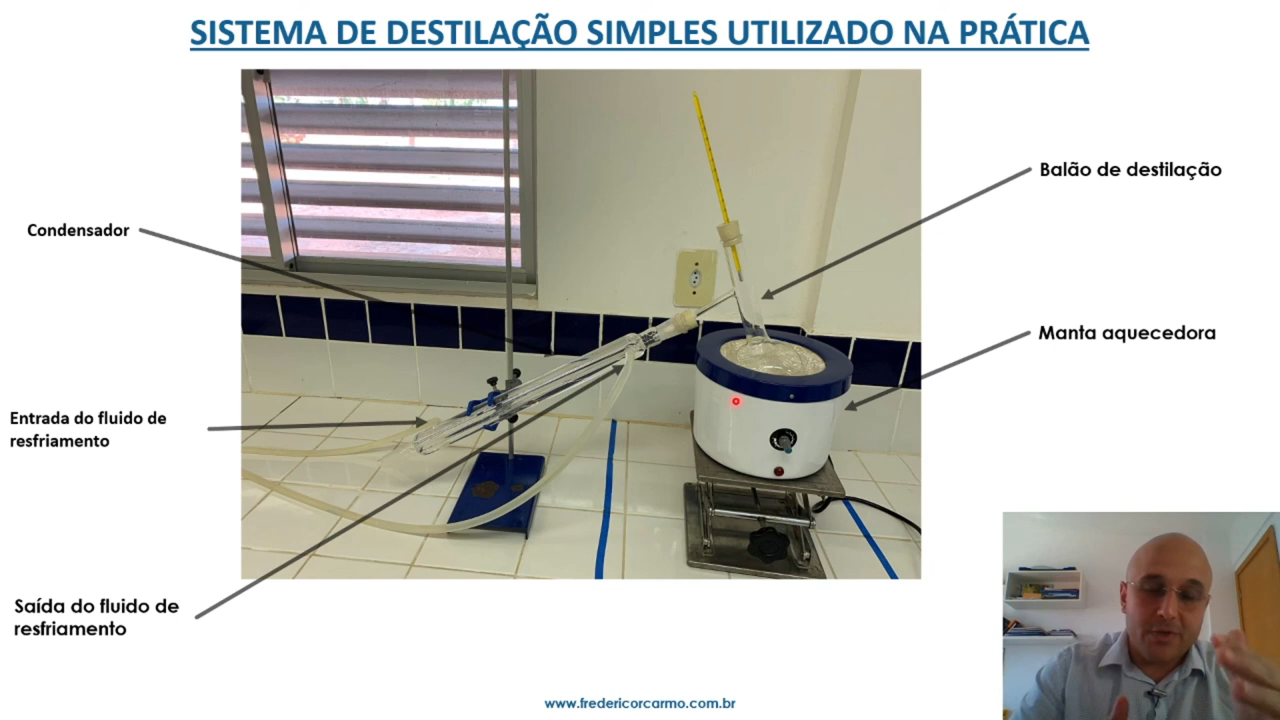 SISTEMA DE DESTILAÇÃO SIMPLES UTILIZADO NA PRÁTICA
Balão de destilação
Condensador
Manta aquecedora
Entrada do fluido de
resfriamento
Saída do fluido de
resfriamento
www.fredericorcarmo.com.br